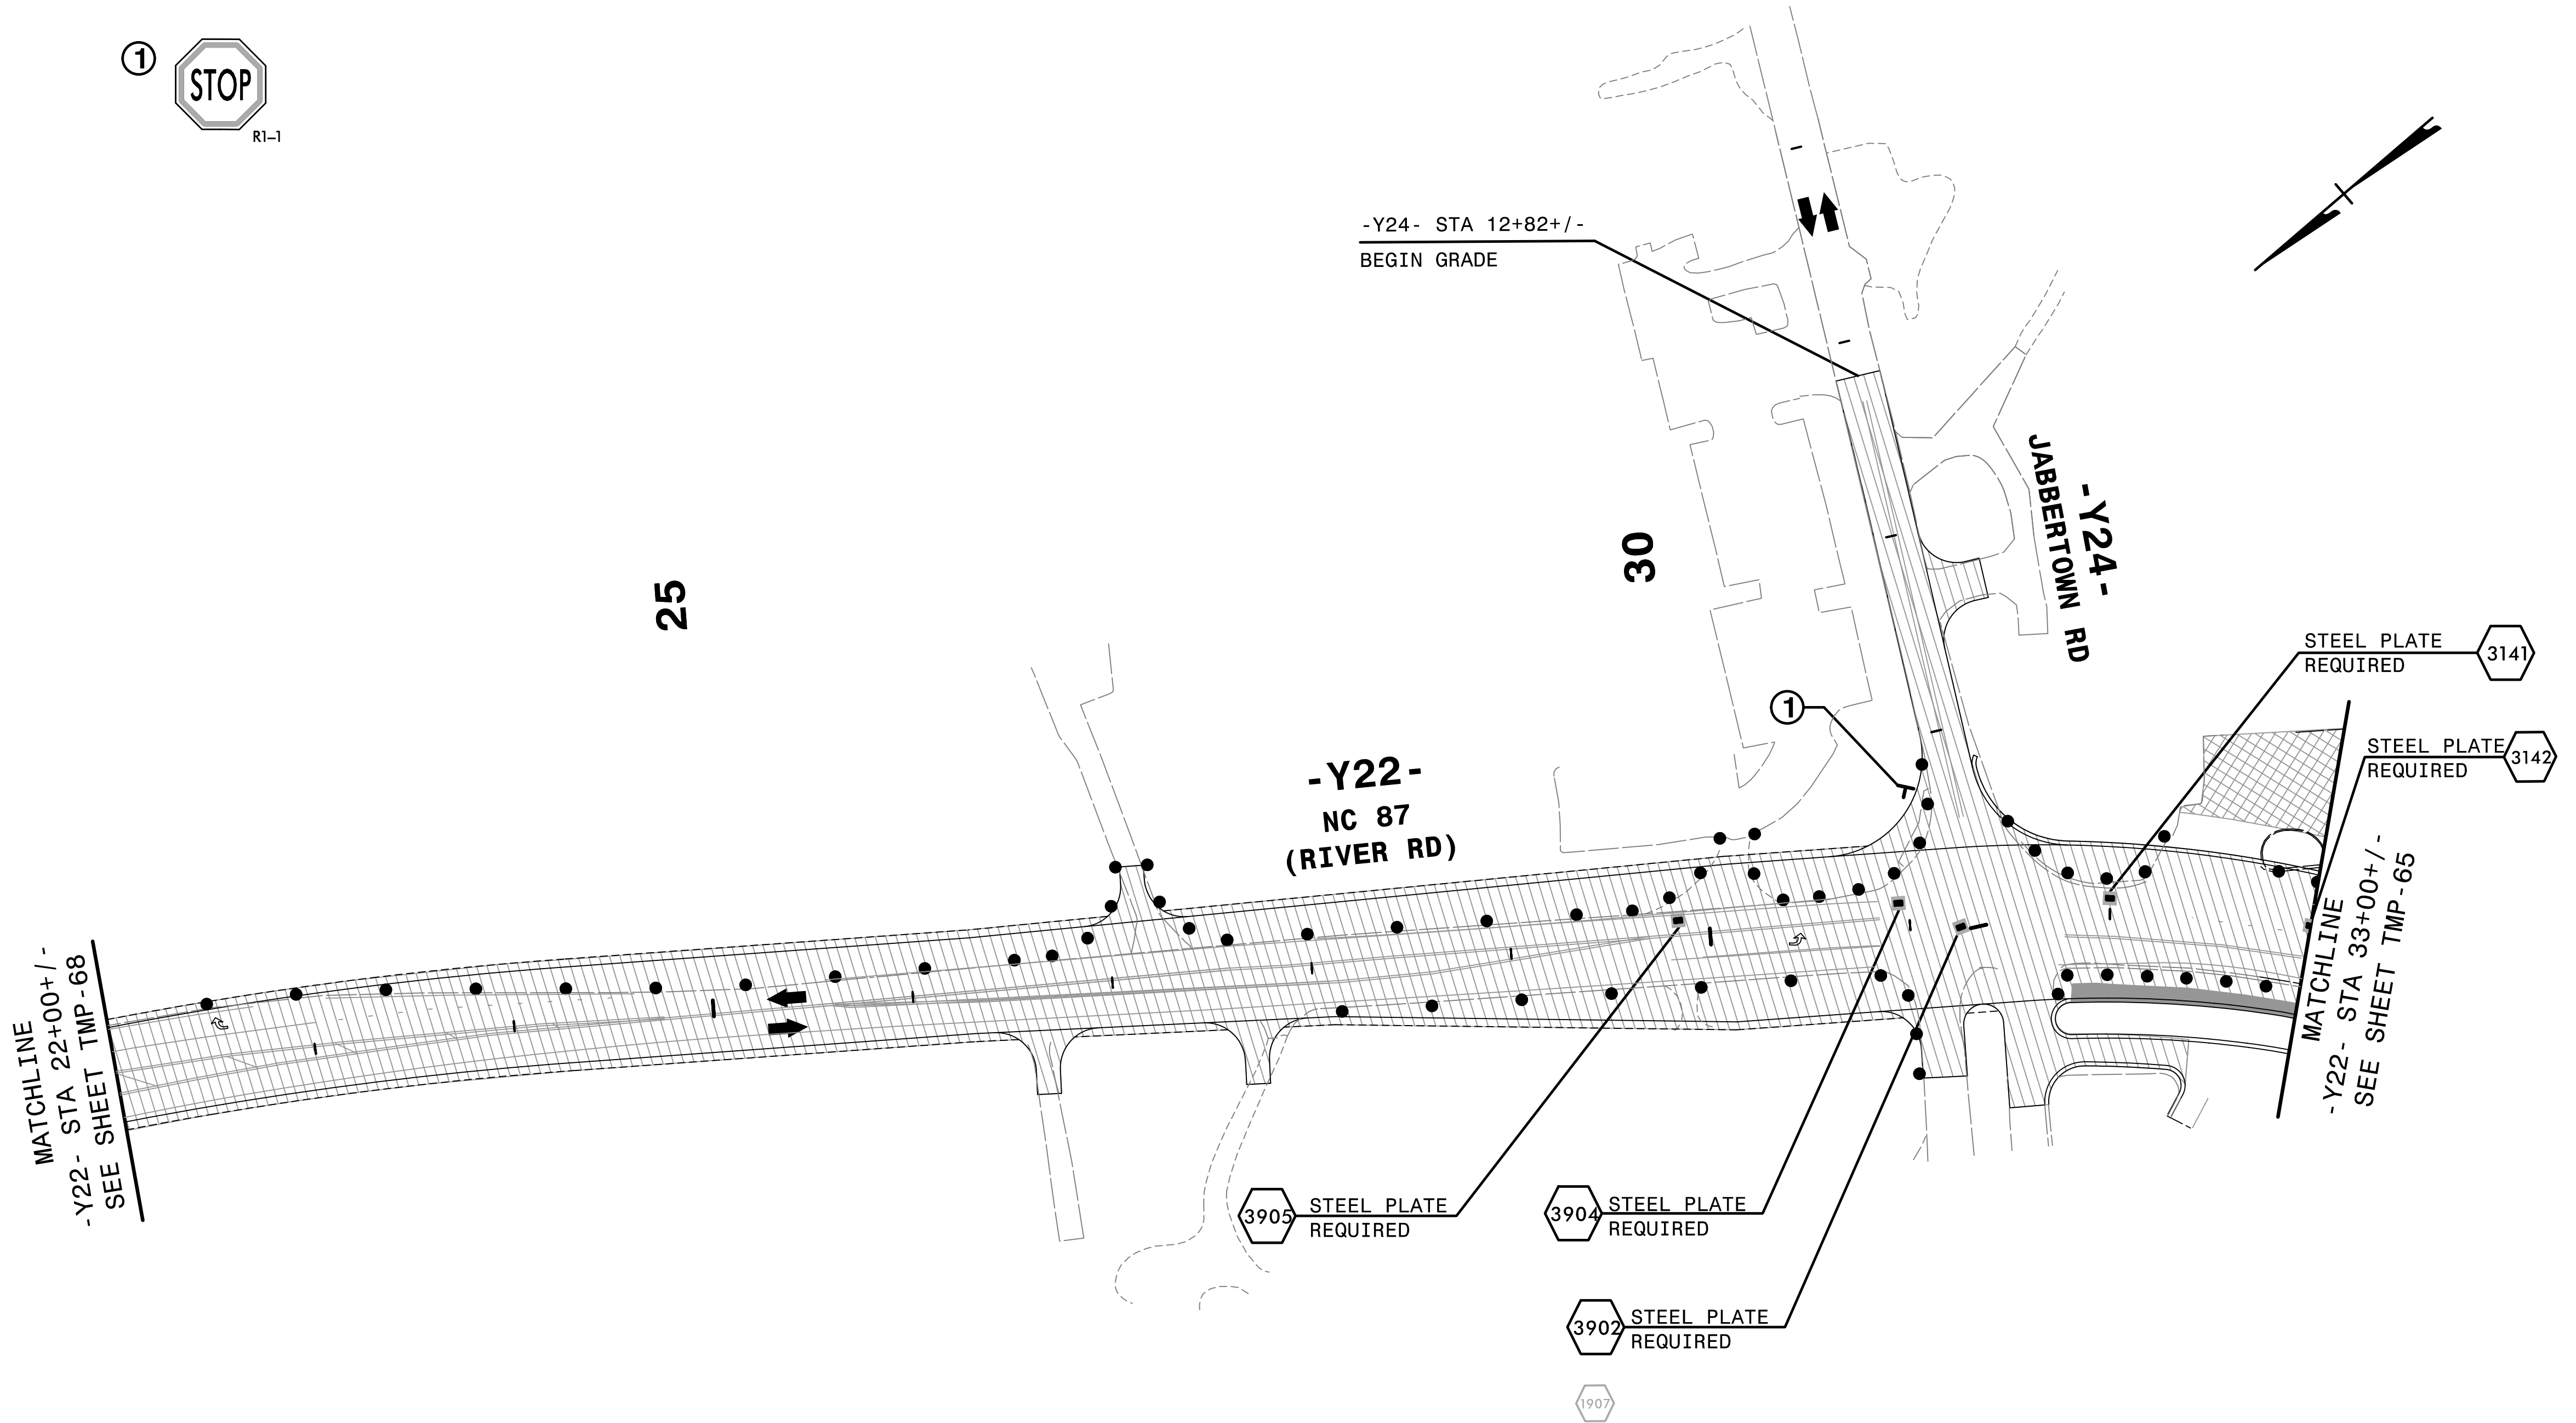 1
STOP
R1-1
-Y24- STA 12+82+/-
BEGIN GRADE
25
30
-Y24-
JABBERTOWN RD
STEEL PLATE
REQUIRED
3141
STEEL PLATE
REQUIRED
3142
1
-Y22-
NC 87
(RIVER RD)
MATCHLINE
-Y22- STA 22+00+/-
SEE SHEET TMP-68
MATCHLINE
-Y22- STA 33+00+/-
SEE SHEET TMP-65
3905
STEEL PLATE
REQUIRED
3904
STEEL PLATE
REQUIRED
3902
STEEL PLATE
REQUIRED
1907